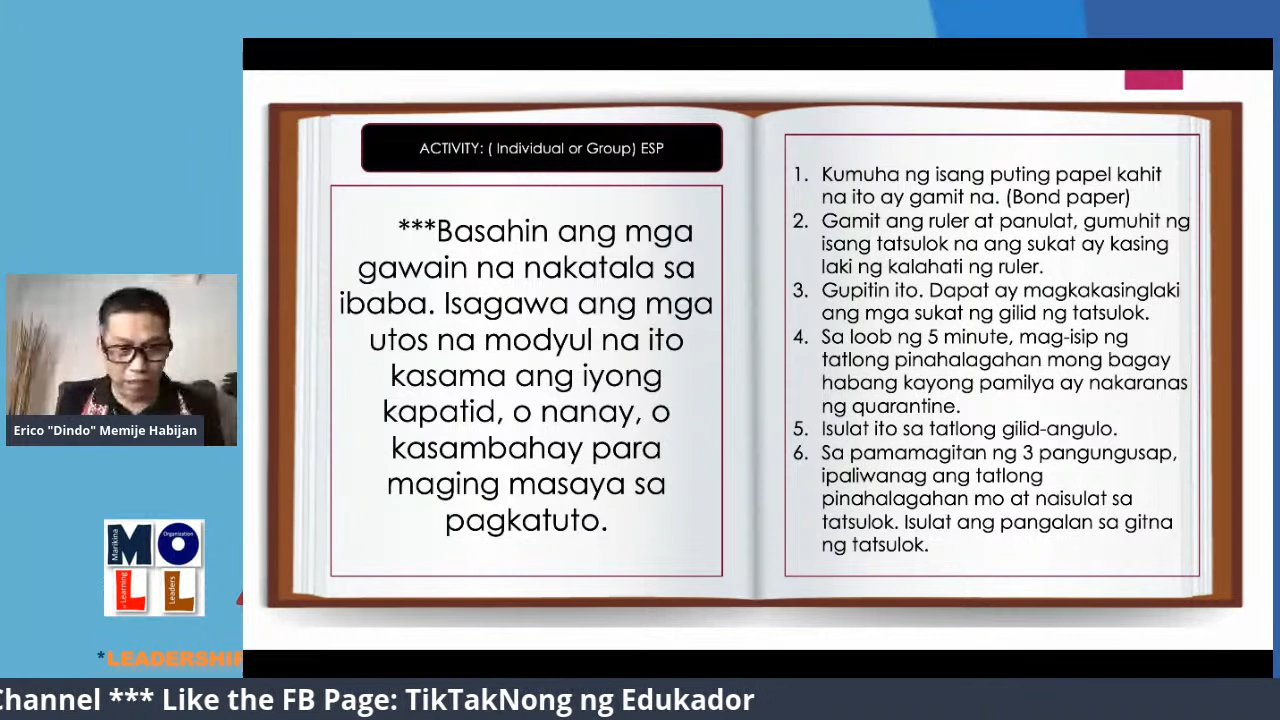 ACTIVITY: ( Individual or Group) ESP
***Basahin ang mga
gawain na nakatala sa
ibaba. Isagawa ang mga
utos na modyul na ito
kasama ang iyong
kapatid, o nanay, o
kasambahay para
maging masaya sa
pagkatuto.
1. Kumuha ng isang puting papel kahit
na ito ay gamit na. (Bond paper)
2. Gamit ang ruler at panulat, gumuhit ng
isang tatsulok na ang sukat ay kasing
laki ng kalahati ng ruler.
3. Gupitin ito. Dapat ay magkakasinglaki
ang mga sukat ng gilid ng tatsulok.
4. Sa loob ng 5 minute, mag-isip ng
tatlong pinahalagahan mong bagay
habang kayong pamilya ay nakaranas
ng quarantine.
5. Isulat ito sa tatlong gilid-angulo.
6. Sa pamamagitan ng 3 pangungusap,
ipaliwanag ang tatlong
pinahalagahan mo at naisulat sa
tatsulok. Isulat ang pangalan sa gitna
ng tatsulok.
Erico "Dindo" Memije Habijan
Marikina
M
Organization
O
of Learning
L
Leaders
L
*LEADERSHIP
Channel *** Like the FB Page: TikTakNong ng Edukador